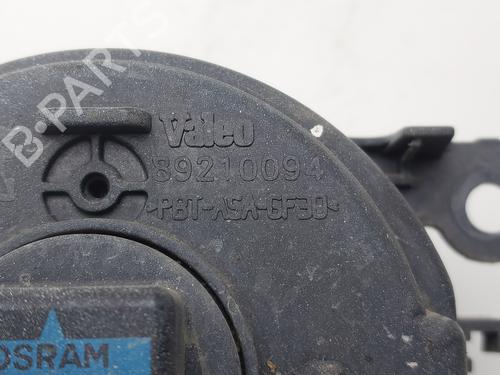 B-PARTS
Valeo
89210094
>PBT-ASA-GF30<
OSRAM